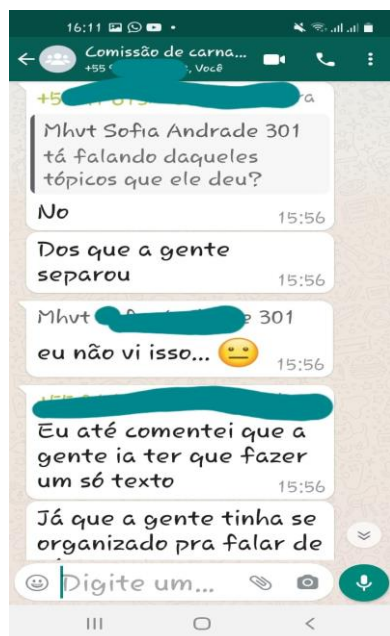 16:11
Comissão de carna...
+55 , Você
+5
Mhvt Sofia Andrade 301
tá falando daqueles
tópicos que ele deu?
No
15:56
Dos que a gente
separou
15:56
Mhvt 301
eu não vi isso... 😐
15:56
Eu até comentei que a
gente ia ter que fazer
um só texto
15:56
Já que a gente tinha se
organizado pra falar de
Digite um...